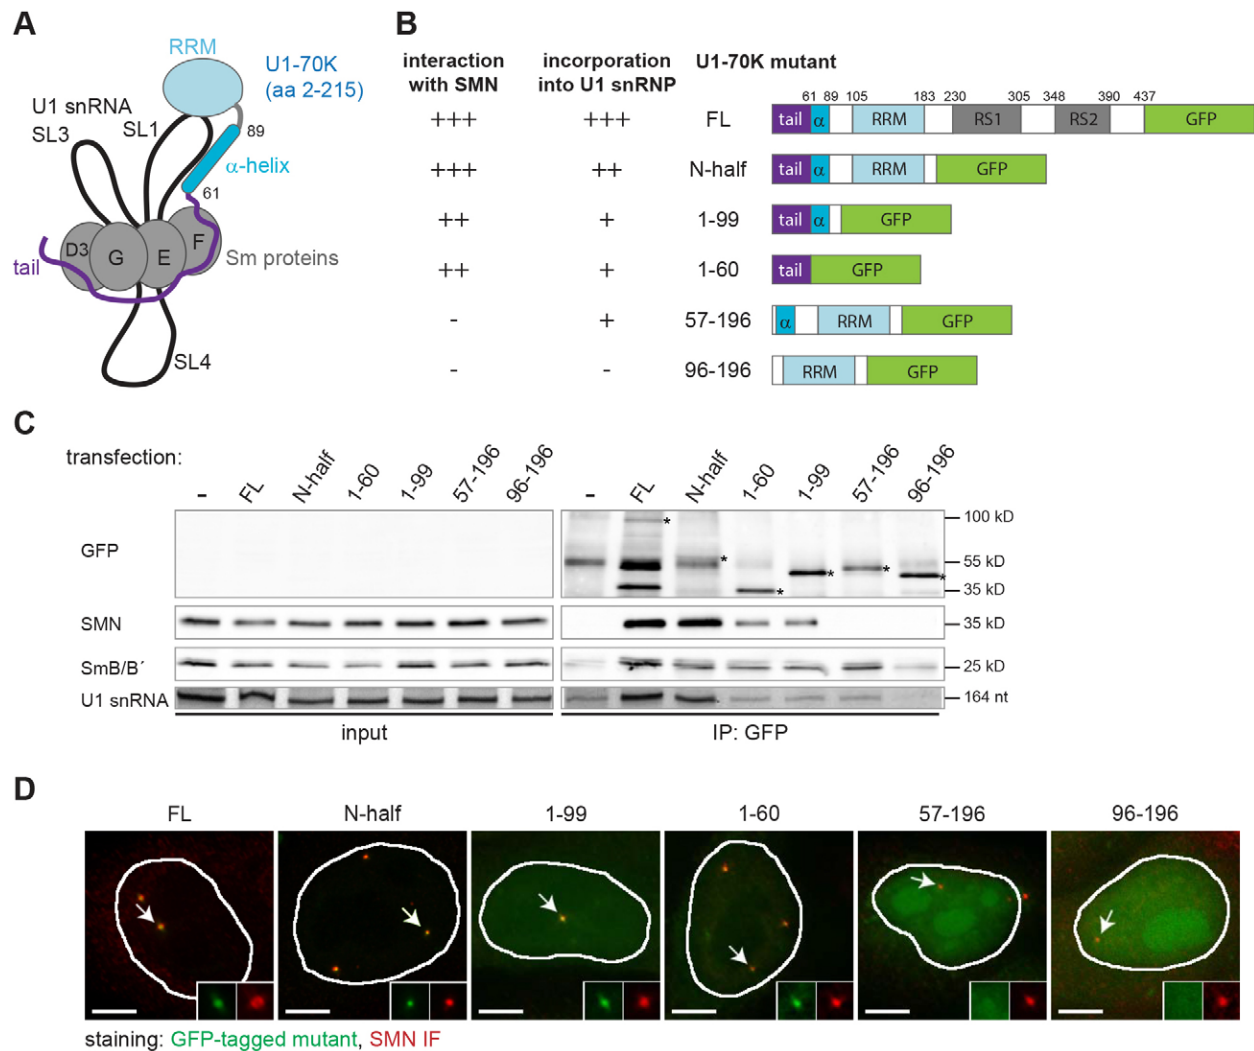 A
RRM
U1-70K
(aa 2-215)
U1 snRNA
SL3
SL1
89
α-helix
61
D3
G
E
F
Sm proteins
tail
SL4
B
interaction with SMN
incorporation into U1 snRNP
U1-70K mutant
61 89 105 183 230 305 348 390 437
+++ +++ FL tail α RRM RS1 RS2 GFP
+++ ++ N-half tail α RRM GFP
++ + 1-99 tail α GFP
++ + 1-60 tail GFP
- + 57-196 α RRM GFP
- - 96-196 RRM GFP
C
transfection:
- FL N-half 1-60 1-99 57-196 96-196
- FL N-half 1-60 1-99 57-196 96-196
GFP
* * * * * *
100 kD
55 kD
35 kD
SMN 35 kD
SmB/B´ 25 kD
U1 snRNA 164 nt
input IP: GFP
D
FL N-half 1-99 1-60 57-196 96-196
staining: GFP-tagged mutant, SMN IF